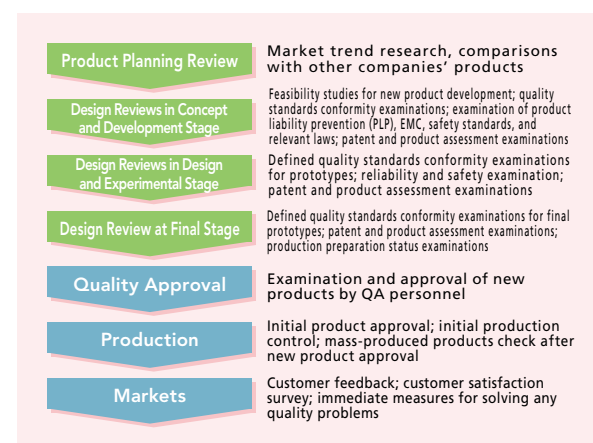 Product Planning Review
Market trend research, comparisons
with other companies' products
Design Reviews in Concept
and Development Stage
Feasibility studies for new product development; quality
standards conformity examinations; examination of product
liability prevention (PLP), EMC, safety standards, and
relevant laws; patent and product assessment examinations
Design Reviews in Design
and Experimental Stage
Defined quality standards conformity examinations
for prototypes; reliability and safety examination;
patent and product assessment examinations
Design Review at Final Stage
Defined quality standards conformity examinations for final
prototypes; patent and product assessment examinations;
production preparation status examinations
Quality Approval
Examination and approval of new
products by QA personnel
Production
Initial product approval; initial production
control; mass-produced products check after
new product approval
Markets
Customer feedback; customer satisfaction
survey; immediate measures for solving any
quality problems